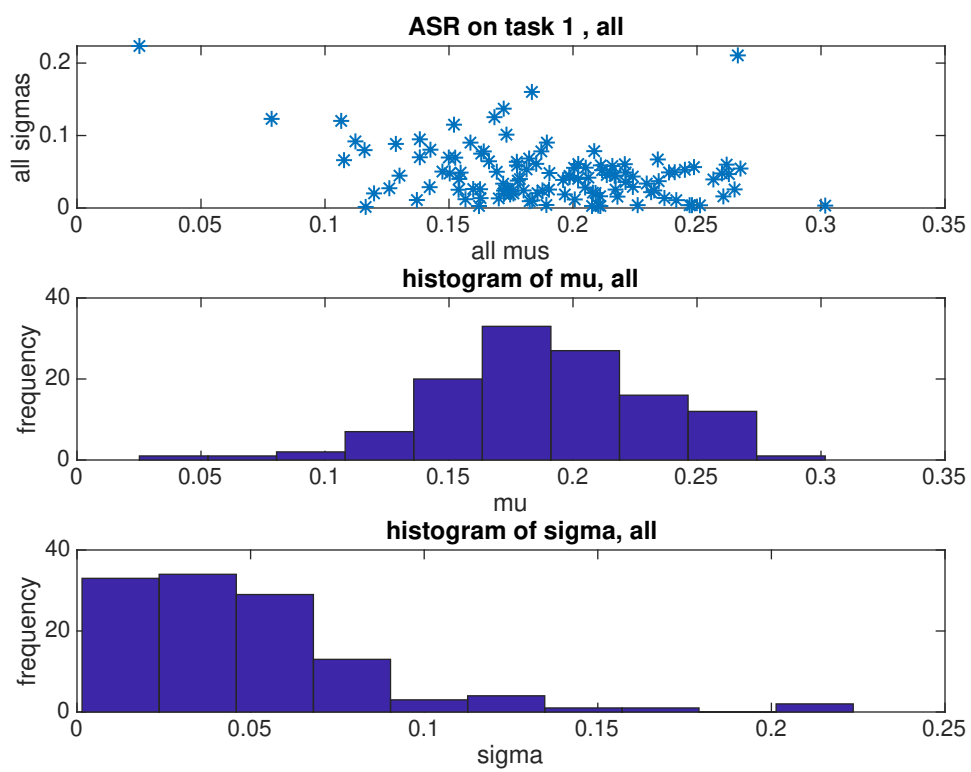 ASR on task 1 , all
0.2
0.1
0
all sigmas
0 0.05 0.1 0.15 0.2 0.25 0.3 0.35
all mus
histogram of mu, all
40
20
0
frequency
0 0.05 0.1 0.15 0.2 0.25 0.3 0.35
mu
histogram of sigma, all
40
20
0
frequency
0 0.05 0.1 0.15 0.2 0.25
sigma